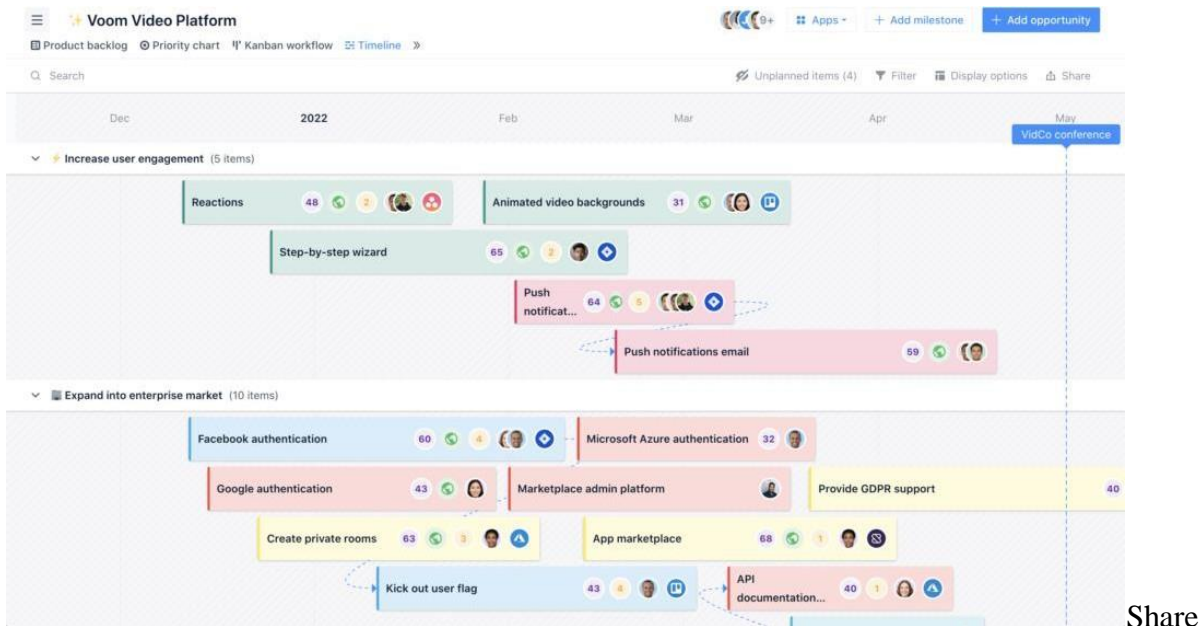 ✨ Voom Video Platform
9+
Apps
+ Add milestone
+ Add opportunity
Product backlog
Priority chart
Kanban workflow
Timeline
Search
Unplanned items (4)
Filter
Display options
Share
Dec
2022
Feb
Mar
Apr
May
VidCo conference
⚡ Increase user engagement (5 items)
Reactions 48 2
Animated video backgrounds 31
Step-by-step wizard 65 2
Push
notificat... 64 5
Push notifications email 59
Expand into enterprise market (10 items)
Facebook authentication 60 4
Microsoft Azure authentication 32
Google authentication 43
Marketplace admin platform
Provide GDPR support 40
Create private rooms 63 3
App marketplace 68 1
Kick out user flag 43 4
API
documentation... 40 1
Share